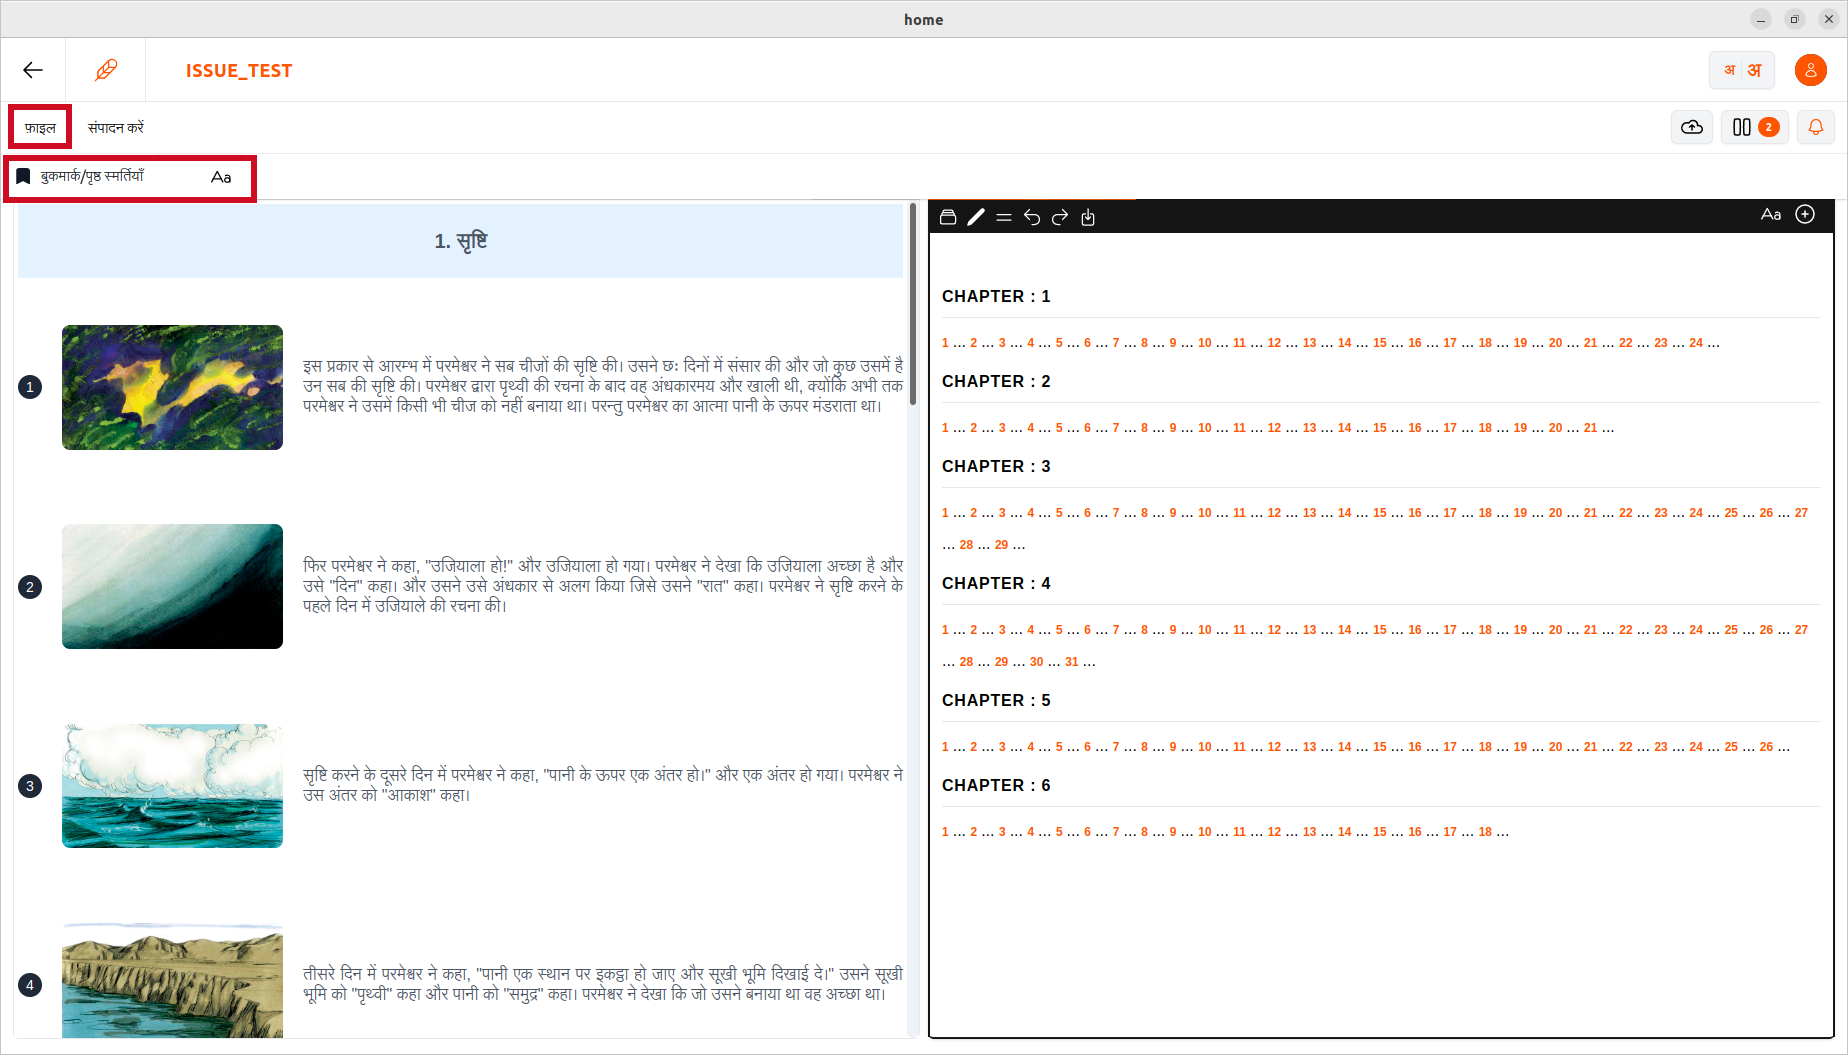 home
ISSUE_TEST
अ अ
फ़ाइल संपादन करें
2
बुकमार्क/पृष्ठ स्मर्तियाँ Aa
1. सृष्टि
1
इस प्रकार से आरम्भ में परमेश्वर ने सब चीजों की सृष्टि की। उसने छः दिनों में संसार की और जो कुछ उसमें है
उन सब की सृष्टि की। परमेश्वर द्वारा पृथ्वी की रचना के बाद वह अंधकारमय और खाली थी, क्योंकि अभी तक
परमेश्वर ने उसमें किसी भी चीज को नहीं बनाया था। परन्तु परमेश्वर का आत्मा पानी के ऊपर मंडराता था।
2
फिर परमेश्वर ने कहा, "उजियाला हो!" और उजियाला हो गया। परमेश्वर ने देखा कि उजियाला अच्छा है और
उसे "दिन" कहा। और उसने उसे अंधकार से अलग किया जिसे उसने "रात" कहा। परमेश्वर ने सृष्टि करने के
पहले दिन में उजियाले की रचना की।
3
सृष्टि करने के दूसरे दिन में परमेश्वर ने कहा, "पानी के ऊपर एक अंतर हो।" और एक अंतर हो गया। परमेश्वर ने
उस अंतर को "आकाश" कहा।
4
तीसरे दिन में परमेश्वर ने कहा, "पानी एक स्थान पर इकट्ठा हो जाए और सूखी भूमि दिखाई दे।" उसने सूखी
भूमि को "पृथ्वी" कहा और पानी को "समुद्र" कहा। परमेश्वर ने देखा कि जो उसने बनाया था वह अच्छा था।
Aa
CHAPTER : 1
1 ... 2 ... 3 ... 4 ... 5 ... 6 ... 7 ... 8 ... 9 ... 10 ... 11 ... 12 ... 13 ... 14 ... 15 ... 16 ... 17 ... 18 ... 19 ... 20 ... 21 ... 22 ... 23 ... 24 ...
CHAPTER : 2
1 ... 2 ... 3 ... 4 ... 5 ... 6 ... 7 ... 8 ... 9 ... 10 ... 11 ... 12 ... 13 ... 14 ... 15 ... 16 ... 17 ... 18 ... 19 ... 20 ... 21 ...
CHAPTER : 3
1 ... 2 ... 3 ... 4 ... 5 ... 6 ... 7 ... 8 ... 9 ... 10 ... 11 ... 12 ... 13 ... 14 ... 15 ... 16 ... 17 ... 18 ... 19 ... 20 ... 21 ... 22 ... 23 ... 24 ... 25 ... 26 ... 27
... 28 ... 29 ...
CHAPTER : 4
1 ... 2 ... 3 ... 4 ... 5 ... 6 ... 7 ... 8 ... 9 ... 10 ... 11 ... 12 ... 13 ... 14 ... 15 ... 16 ... 17 ... 18 ... 19 ... 20 ... 21 ... 22 ... 23 ... 24 ... 25 ... 26 ... 27
... 28 ... 29 ... 30 ... 31 ...
CHAPTER : 5
1 ... 2 ... 3 ... 4 ... 5 ... 6 ... 7 ... 8 ... 9 ... 10 ... 11 ... 12 ... 13 ... 14 ... 15 ... 16 ... 17 ... 18 ... 19 ... 20 ... 21 ... 22 ... 23 ... 24 ... 25 ... 26 ...
CHAPTER : 6
1 ... 2 ... 3 ... 4 ... 5 ... 6 ... 7 ... 8 ... 9 ... 10 ... 11 ... 12 ... 13 ... 14 ... 15 ... 16 ... 17 ... 18 ...